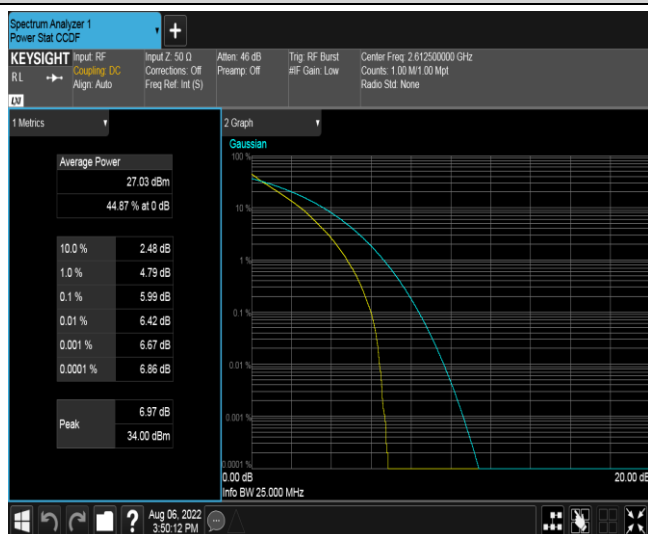 Spectrum Analyzer 1
Power Stat CCDF
KEYSIGHT
RL
LXI
Input: RF
Coupling: DC
Align: Auto
Input Z: 50 Ω
Corrections: Off
Freq Ref: Int (S)
Atten: 46 dB
Preamp: Off
Trig: RF Burst
#IF Gain: Low
Center Freq: 2.612500000 GHz
Counts: 1.00 M/1.00 Mpt
Radio Std: None
1 Metrics
Average Power
27.03 dBm
44.87 % at 0 dB
10.0 % 2.48 dB
1.0 % 4.79 dB
0.1 % 5.99 dB
0.01 % 6.42 dB
0.001 % 6.67 dB
0.0001 % 6.86 dB
Peak
6.97 dB
34.00 dBm
2 Graph
Gaussian
100 %
10 %
1 %
0.1 %
0.01 %
0.001 %
0.0001 %
0.00 dB
20.00 dB
Info BW 25.000 MHz
Aug 06, 2022
3:50:12 PM